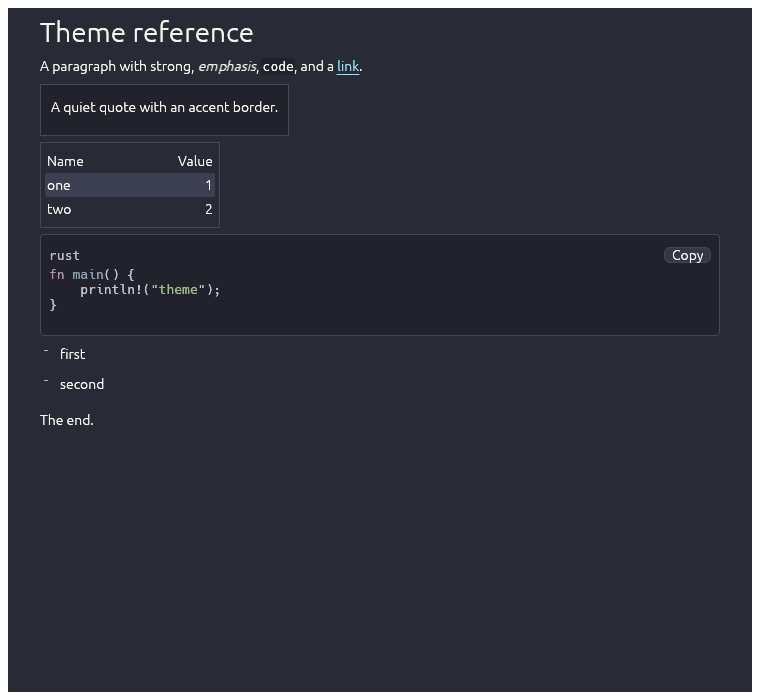 Theme reference
A paragraph with strong, emphasis, code, and a link.
A quiet quote with an accent border.
Name Value
one 1
two 2
rust Copy
fn main() {
    println!("theme");
}
- first
- second
The end.